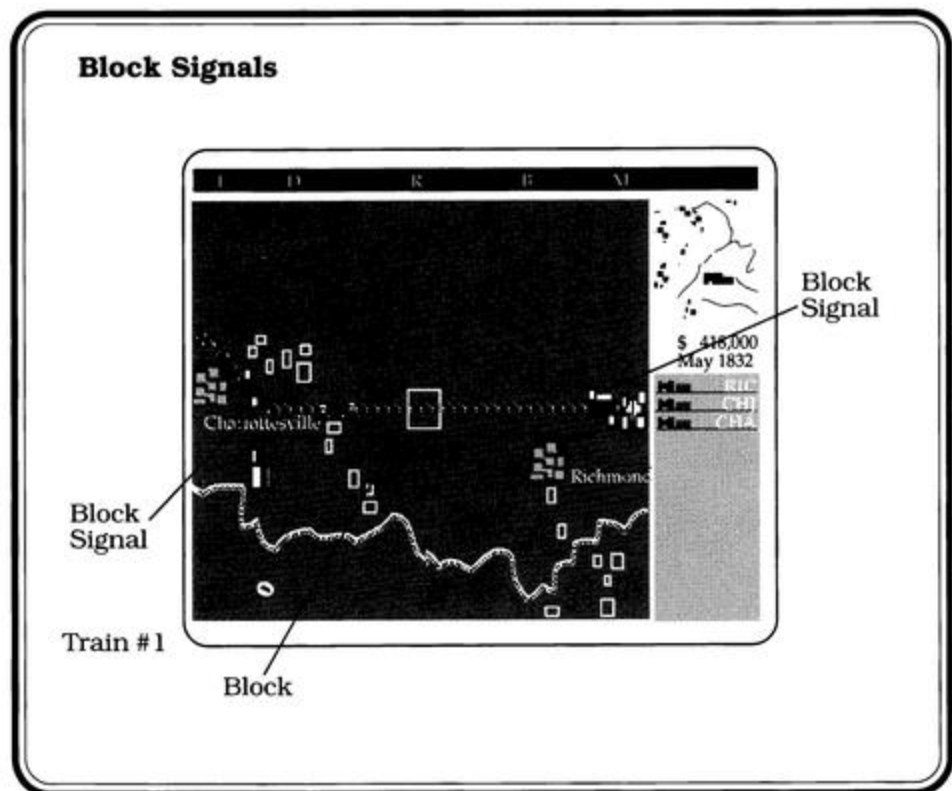 Block Signals
D R B M
Block
Signal
$ 418,000
May 1832
RIC
CHI
CHA
Charlottesville
Richmond
Block
Signal
Train #1
Block